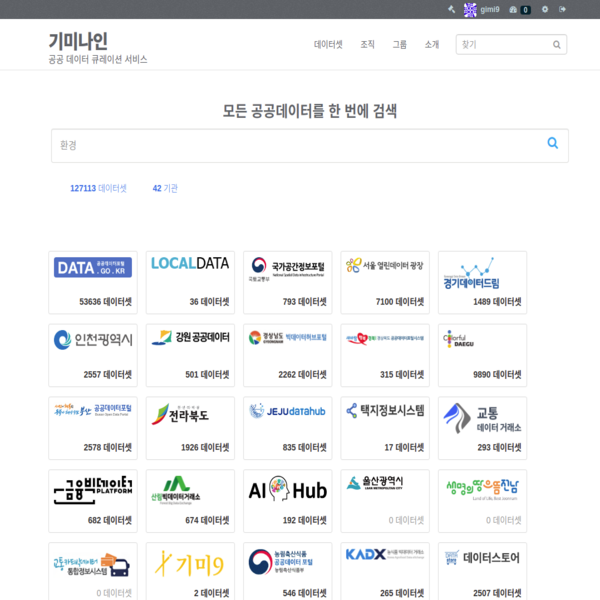 gimi9
0
기미나인
공공 데이터 큐레이션 서비스
데이터셋 조직 그룹 소개 찾기
모든 공공데이터를 한 번에 검색
환경
127113 데이터셋 42 기관
DATA 공공데이터포털 .GO.KR
53636 데이터셋
LOCALDATA
36 데이터셋
국토교통부 국가공간정보포털
793 데이터셋
서울 열린데이터 광장
7100 데이터셋
경기데이터드림
1489 데이터셋
인천광역시
2557 데이터셋
강원 공공데이터
501 데이터셋
경상남도 GYEONGNAM 빅데이터허브포털
2262 데이터셋
315 데이터셋
Colorful DAEGU
9890 데이터셋
공공데이터포털
2578 데이터셋
전라북도
1926 데이터셋
JEJU datahub
835 데이터셋
택지정보시스템
17 데이터셋
교통
데이터 거래소
293 데이터셋
금융빅데이터
PLATFORM
682 데이터셋
산림빅데이터거래소
674 데이터셋
AI Hub
192 데이터셋
울산광역시
ULSAN METROPOLITAN CITY
0 데이터셋
생명의땅 으뜸전남
0 데이터셋
통합정보시스템
0 데이터셋
기미9
2 데이터셋
농림축산식품
공공데이터 포털
농림축산식품부
546 데이터셋
KADX 농식품 빅데이터 거래소
265 데이터셋
데이터스토어
2507 데이터셋